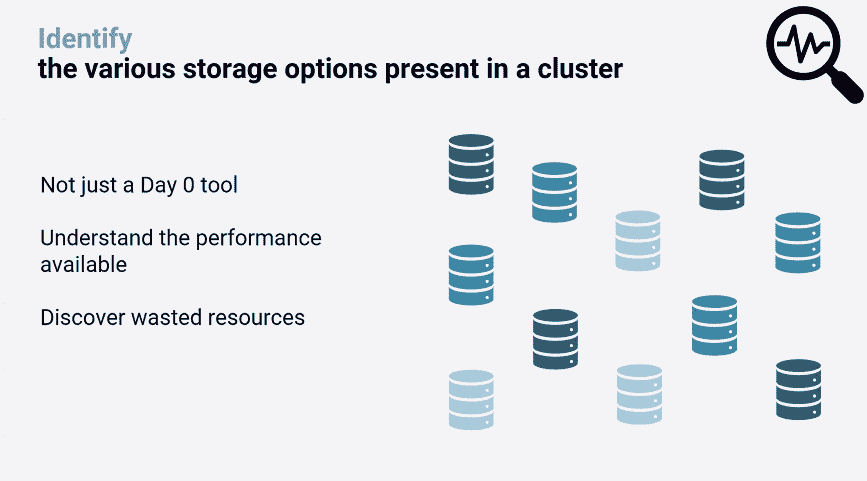 Identify
the various storage options present in a cluster
Not just a Day 0 tool
Understand the performance
available
Discover wasted resources